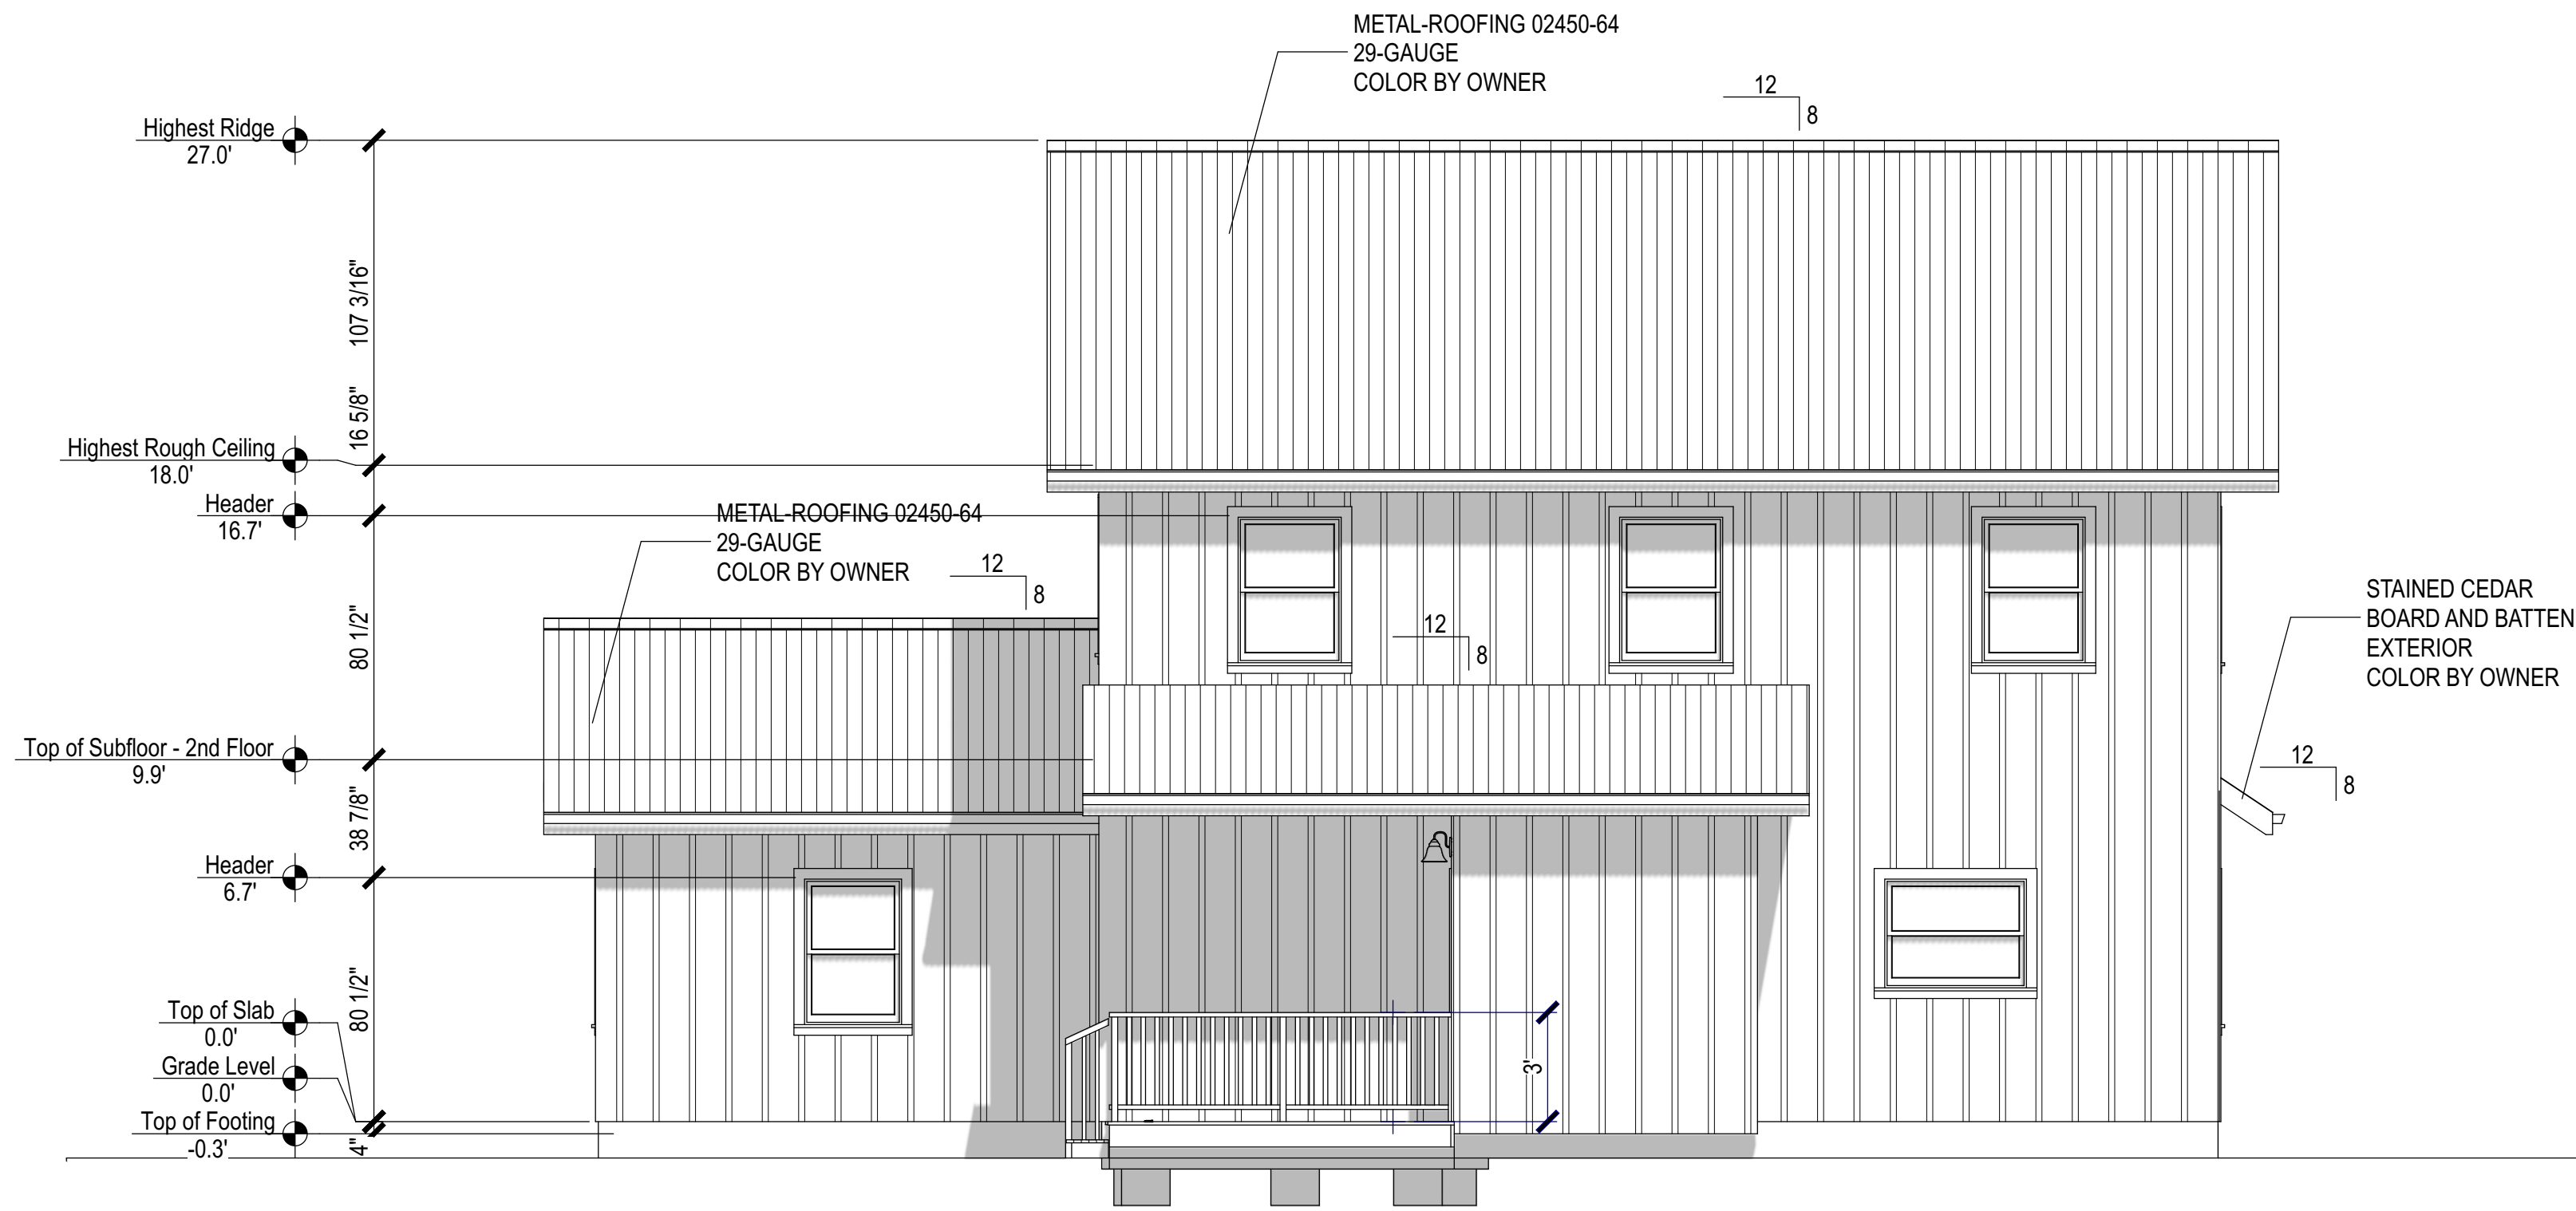 METAL-ROOFING 02450-64
29-GAUGE
COLOR BY OWNER
12
8
Highest Ridge
27.0'
107 3/16"
16 5/8"
Highest Rough Ceiling
18.0'
Header
16.7'
METAL-ROOFING 02450-64
29-GAUGE
COLOR BY OWNER
12
8
12
8
STAINED CEDAR
BOARD AND BATTEN
EXTERIOR
COLOR BY OWNER
12
8
80 1/2"
Top of Subfloor - 2nd Floor
9.9'
38 7/8"
Header
6.7'
80 1/2"
Top of Slab
0.0'
Grade Level
0.0'
Top of Footing
-0.3'
4"
3'